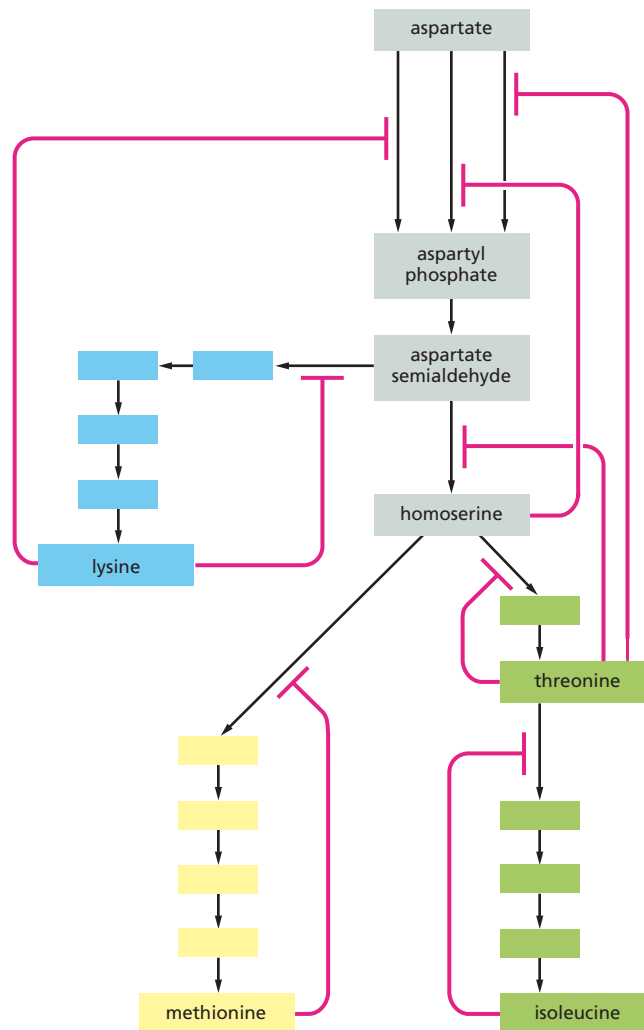 aspartate
aspartyl
phosphate
aspartate
semialdehyde
homoserine
lysine
threonine
methionine
isoleucine